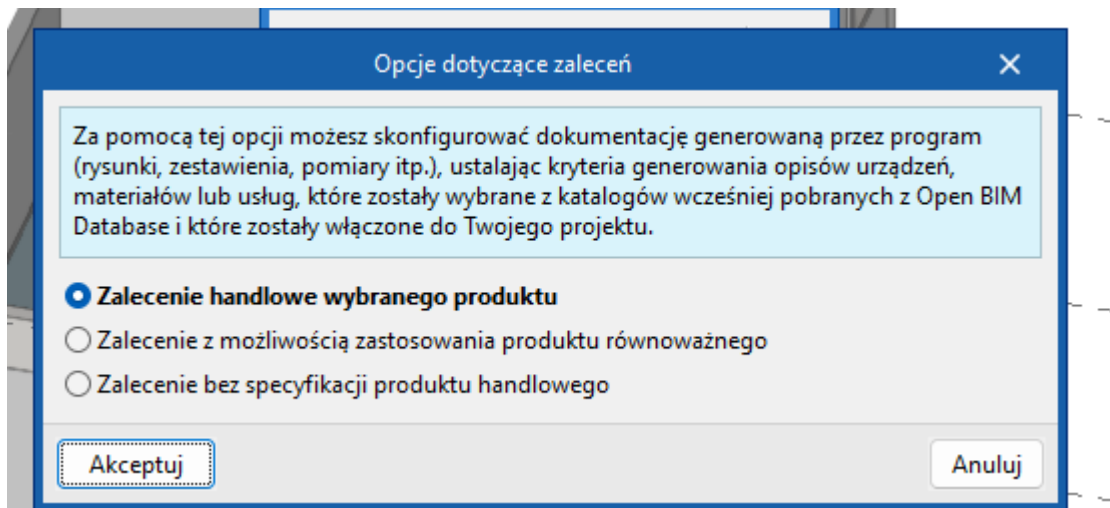 Opcje dotyczące zaleceń
Za pomocą tej opcji możesz skonfigurować dokumentację generowaną przez program
(rysunki, zestawienia, pomiary itp.), ustalając kryteria generowania opisów urządzeń,
materiałów lub usług, które zostały wybrane z katalogów wcześniej pobranych z Open BIM
Database i które zostały włączone do Twojego projektu.
Zalecenie handlowe wybranego produktu
Zalecenie z możliwością zastosowania produktu równoważnego
Zalecenie bez specyfikacji produktu handlowego
Akceptuj
Anuluj